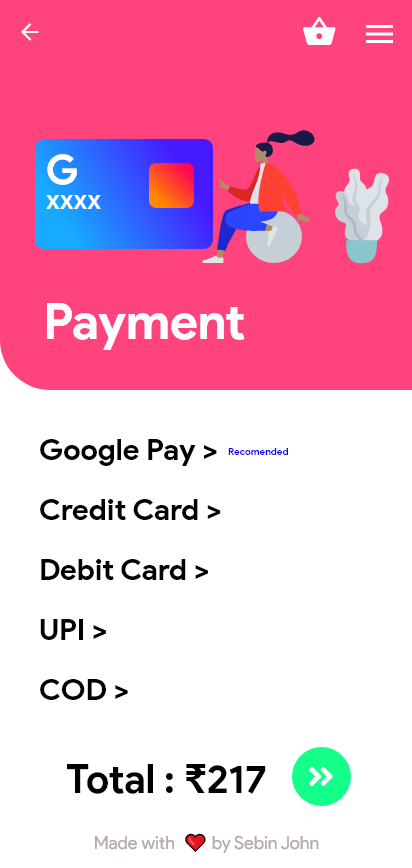 G
XXXX
Payment
Google Pay > Recomended
Credit Card >
Debit Card >
UPI >
COD >
Total : ₹217
Made with ❤️ by Sebin John